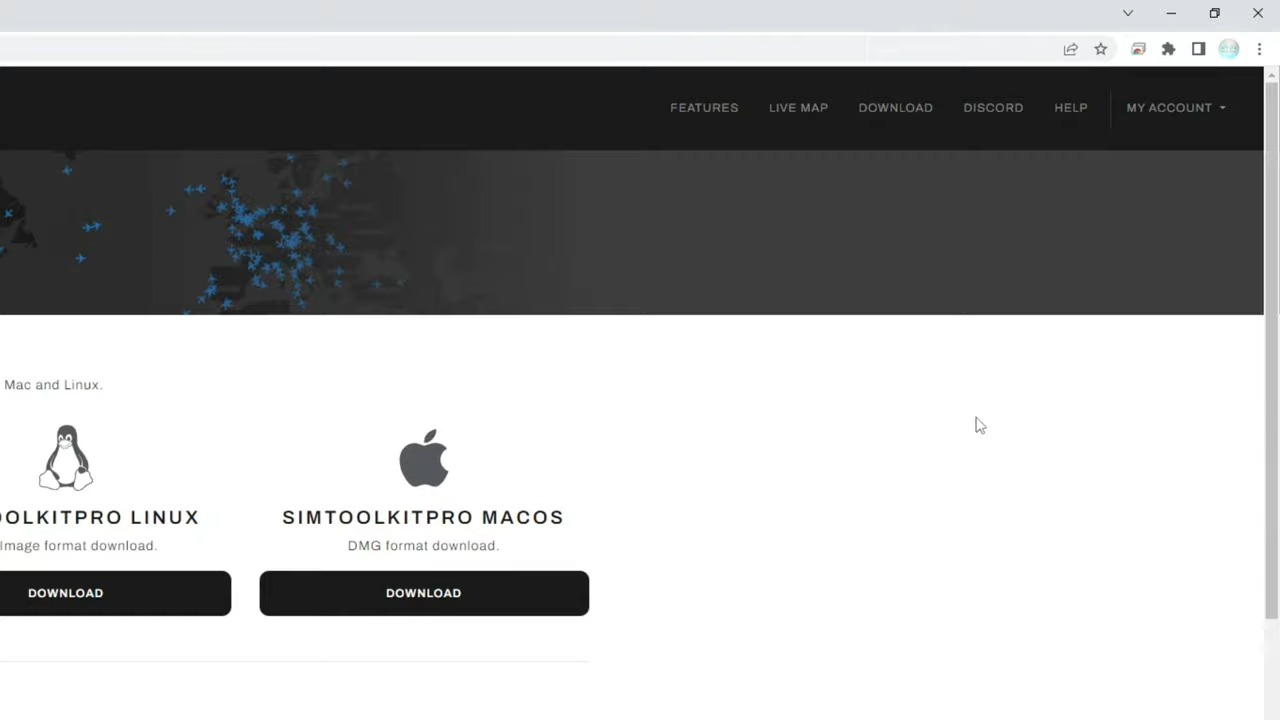 FEATURES LIVE MAP DOWNLOAD DISCORD HELP MY ACCOUNT
Mac and Linux.
OOLKITPRO LINUX
SIMTOOLKITPRO MACOS
Image format download.
DMG format download.
DOWNLOAD
DOWNLOAD